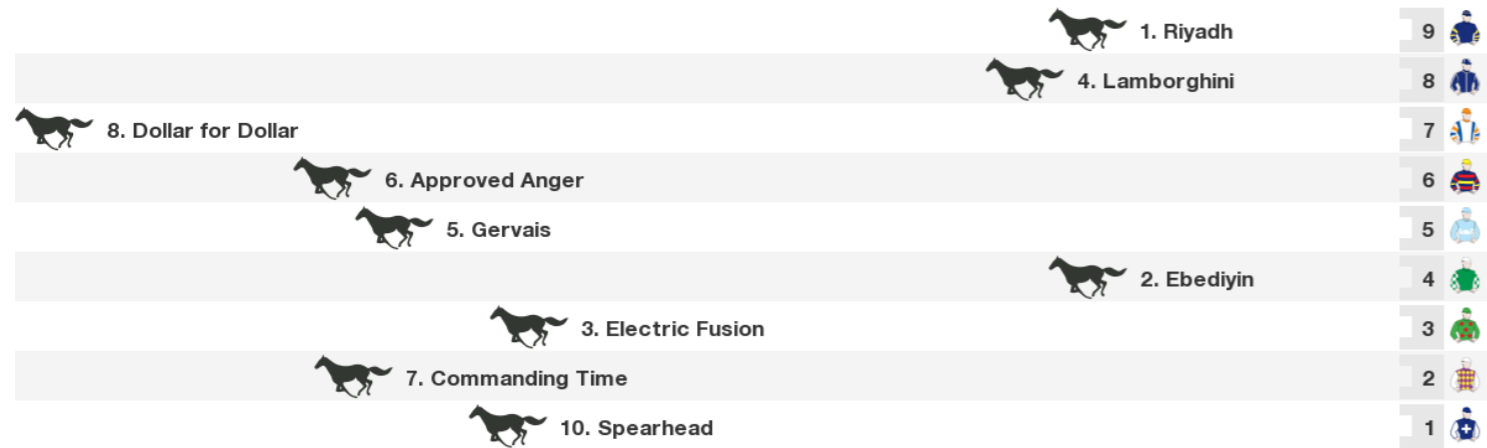 1. Riyadh 9
4. Lamborghini 8
8. Dollar for Dollar 7
6. Approved Anger 6
5. Gervais 5
2. Ebediyin 4
3. Electric Fusion 3
7. Commanding Time 2
10. Spearhead 1